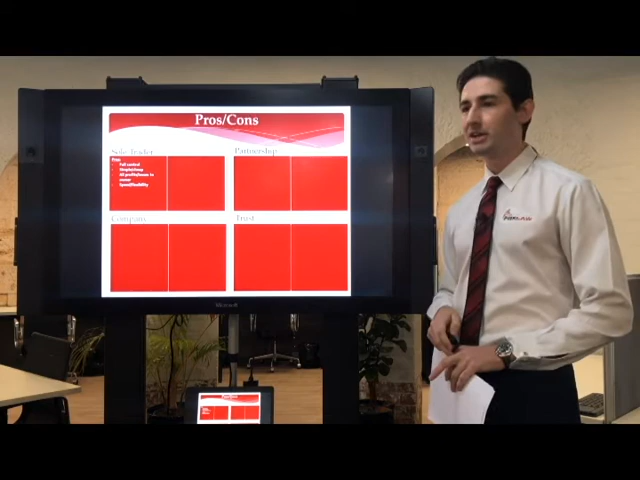 Pros/Cons
Sole Trader
Partnership
Pros
Full control
Simple/cheap
All profits/losses to
owner
Speed/flexibility
Company
Trust
Microsoft